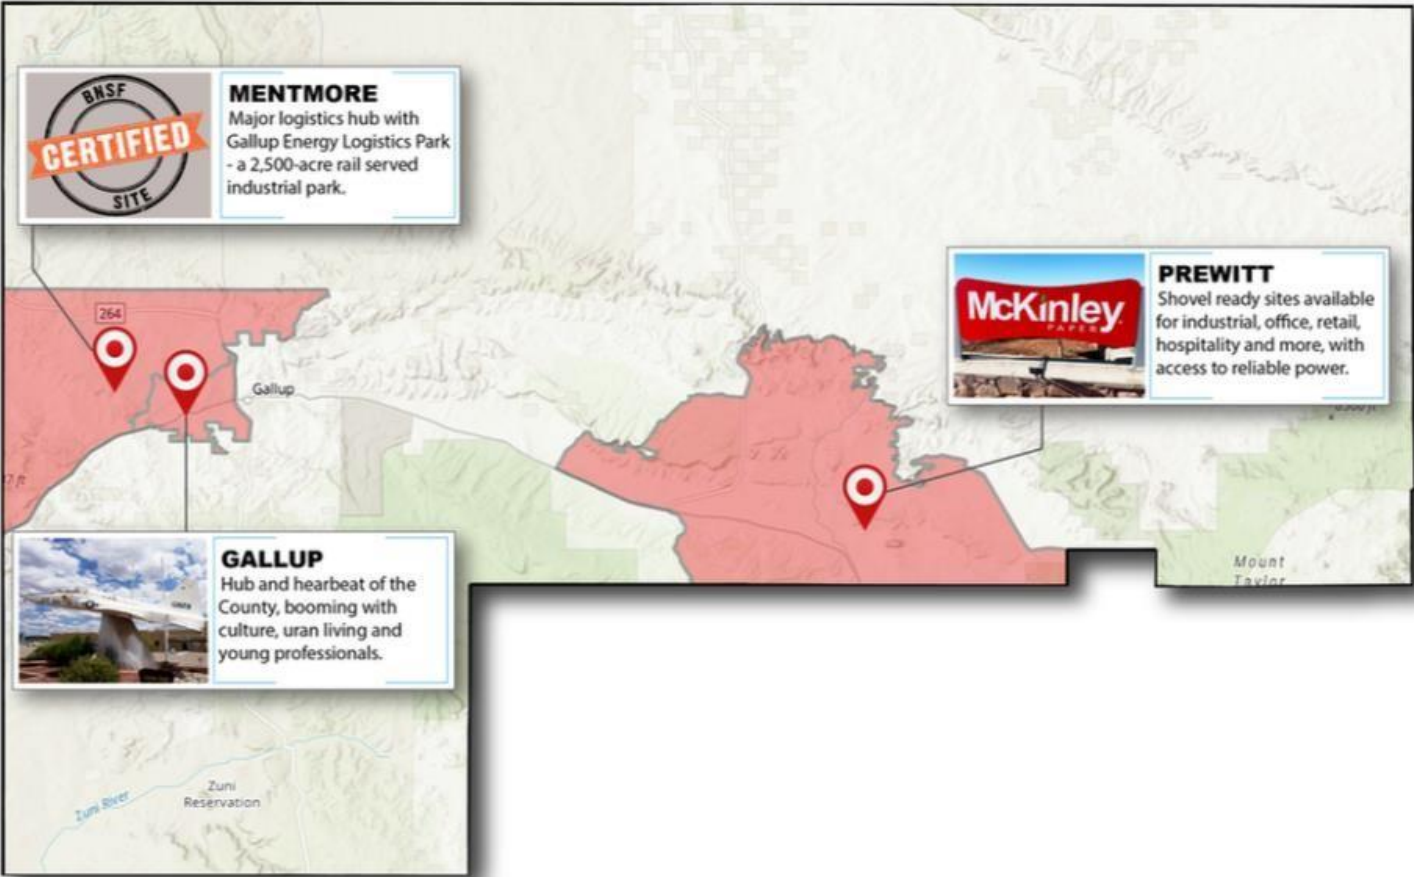 BNSF
CERTIFIED
SITE
MENTMORE
Major logistics hub with
Gallup Energy Logistics Park
- a 2,500-acre rail served
industrial park.
McKinley
PAPER
PREWITT
Shovel ready sites available
for industrial, office, retail,
hospitality and more, with
access to reliable power.
264
Gallup
GALLUP
Hub and hearbeat of the
County, booming with
culture, uran living and
young professionals.
Mount
Taylor
Zuni River
Zuni
Reservation